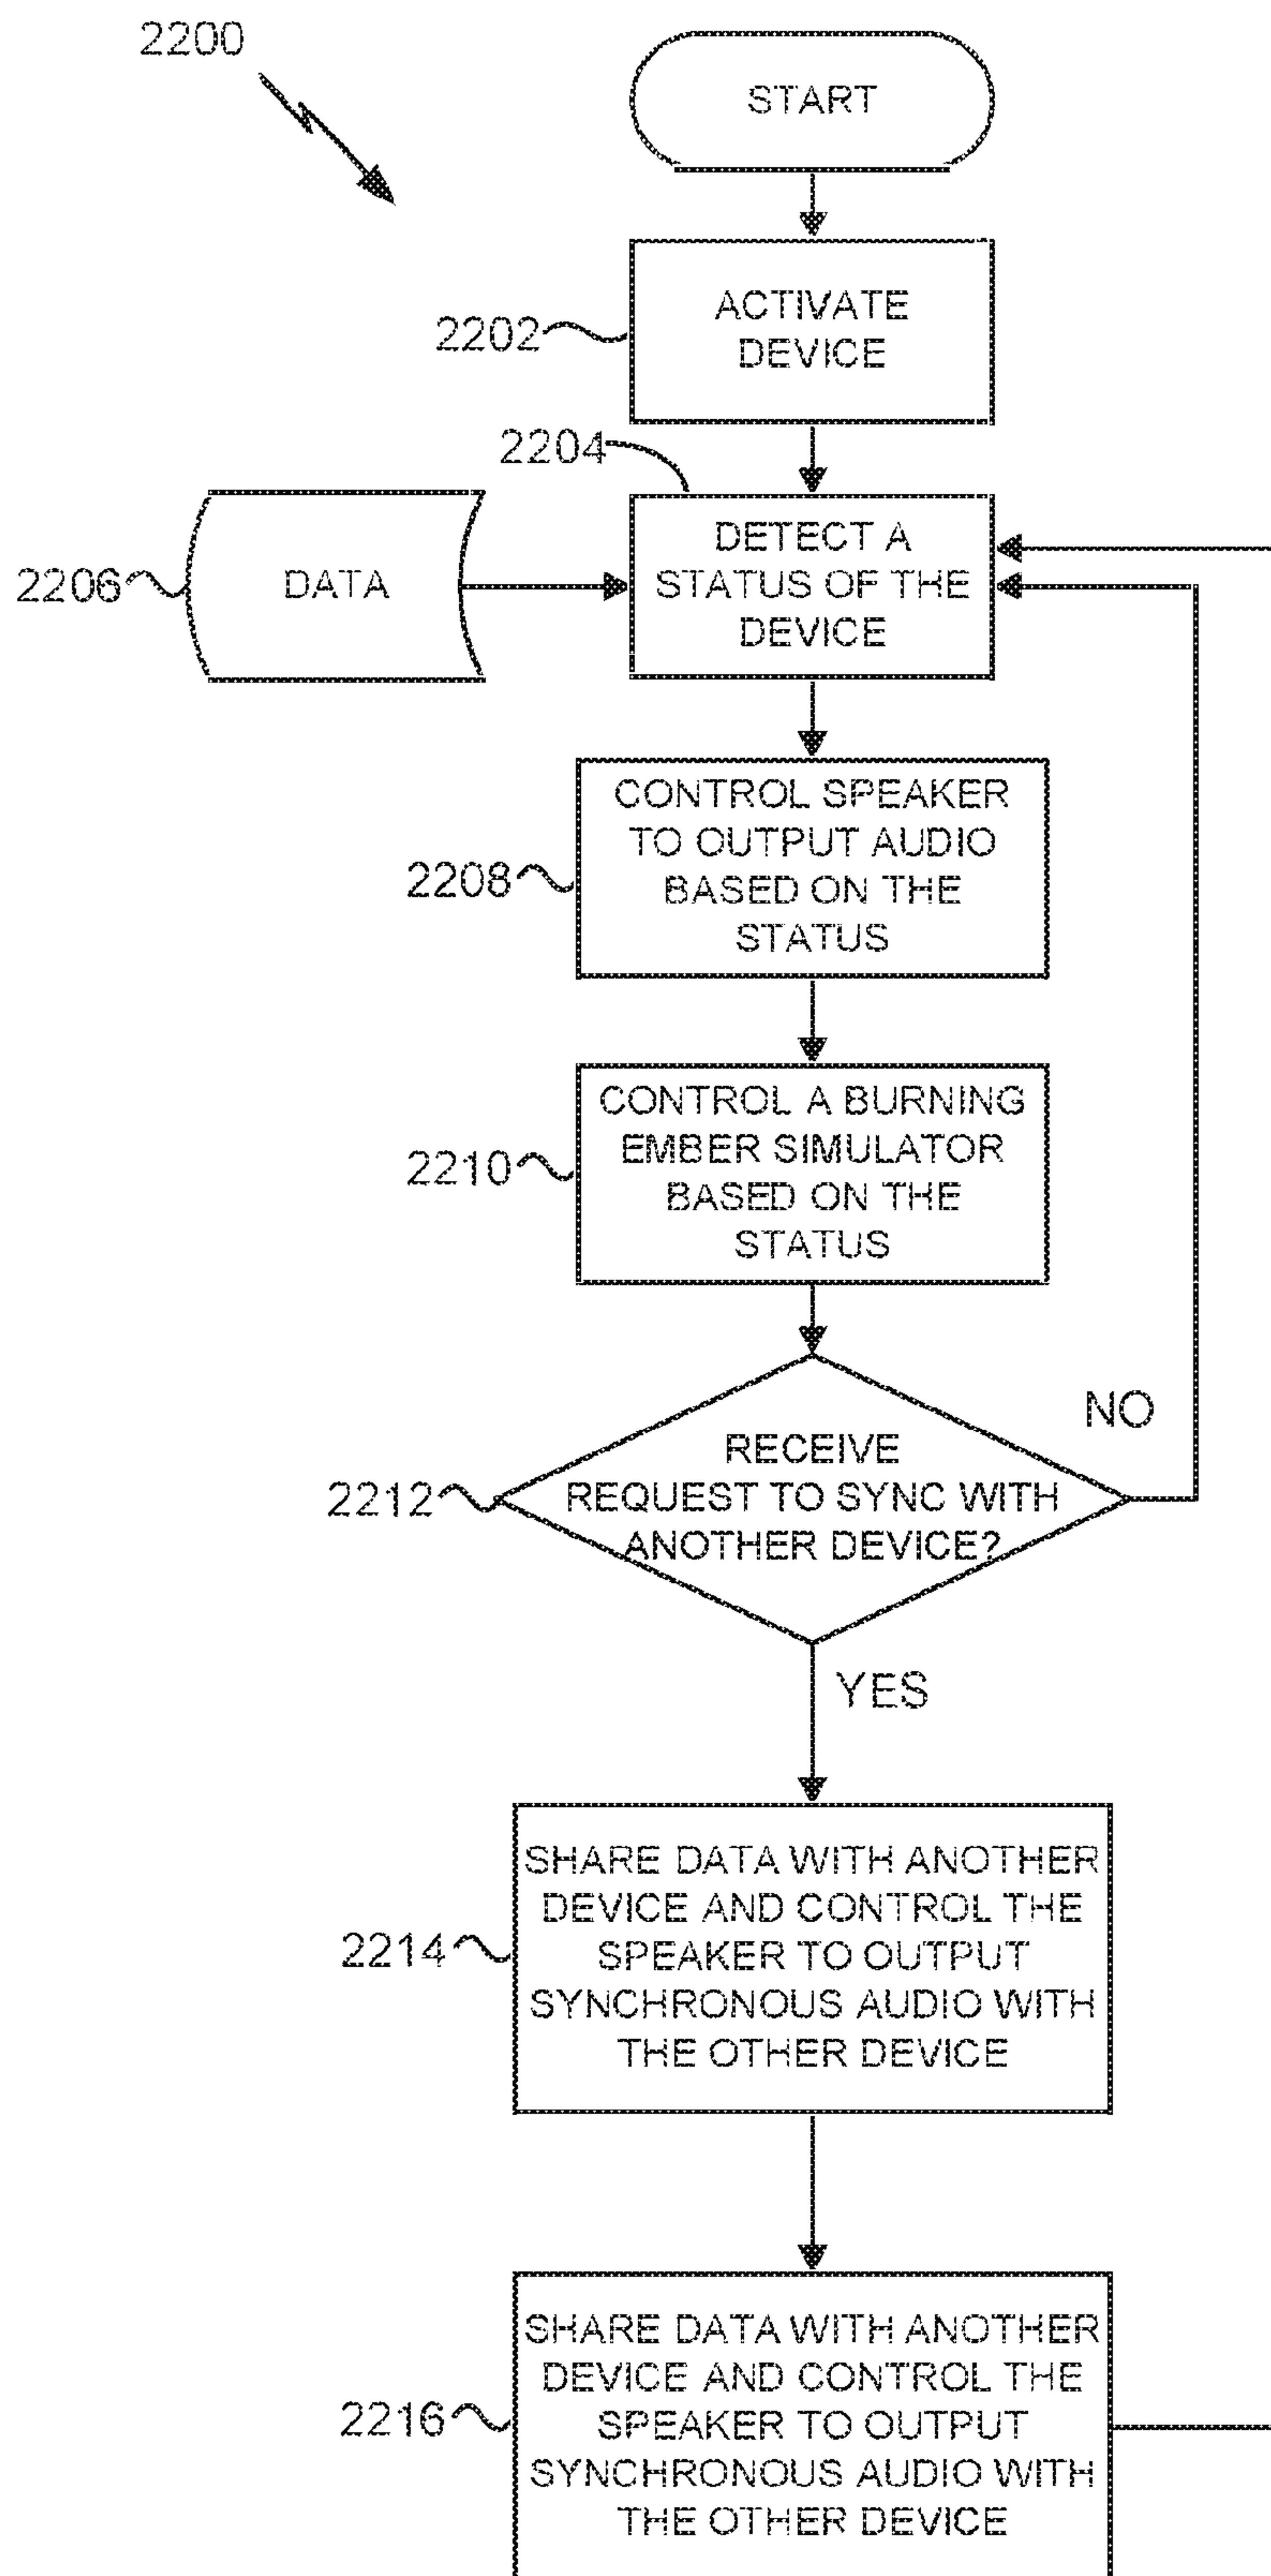 2200
START
2202
ACTIVATE
DEVICE
2204
2206
DATA
DETECT A
STATUS OF THE
DEVICE
2208
CONTROL SPEAKER
TO OUTPUT AUDIO
BASED ON THE
STATUS
2210
CONTROL A BURNING
EMBER SIMULATOR
BASED ON THE
STATUS
2212
RECEIVE
REQUEST TO SYNC WITH
ANOTHER DEVICE?
NO
YES
2214
SHARE DATA WITH ANOTHER
DEVICE AND CONTROL THE
SPEAKER TO OUTPUT
SYNCHRONOUS AUDIO WITH
THE OTHER DEVICE
2216
SHARE DATA WITH ANOTHER
DEVICE AND CONTROL THE
SPEAKER TO OUTPUT
SYNCHRONOUS AUDIO WITH
THE OTHER DEVICE